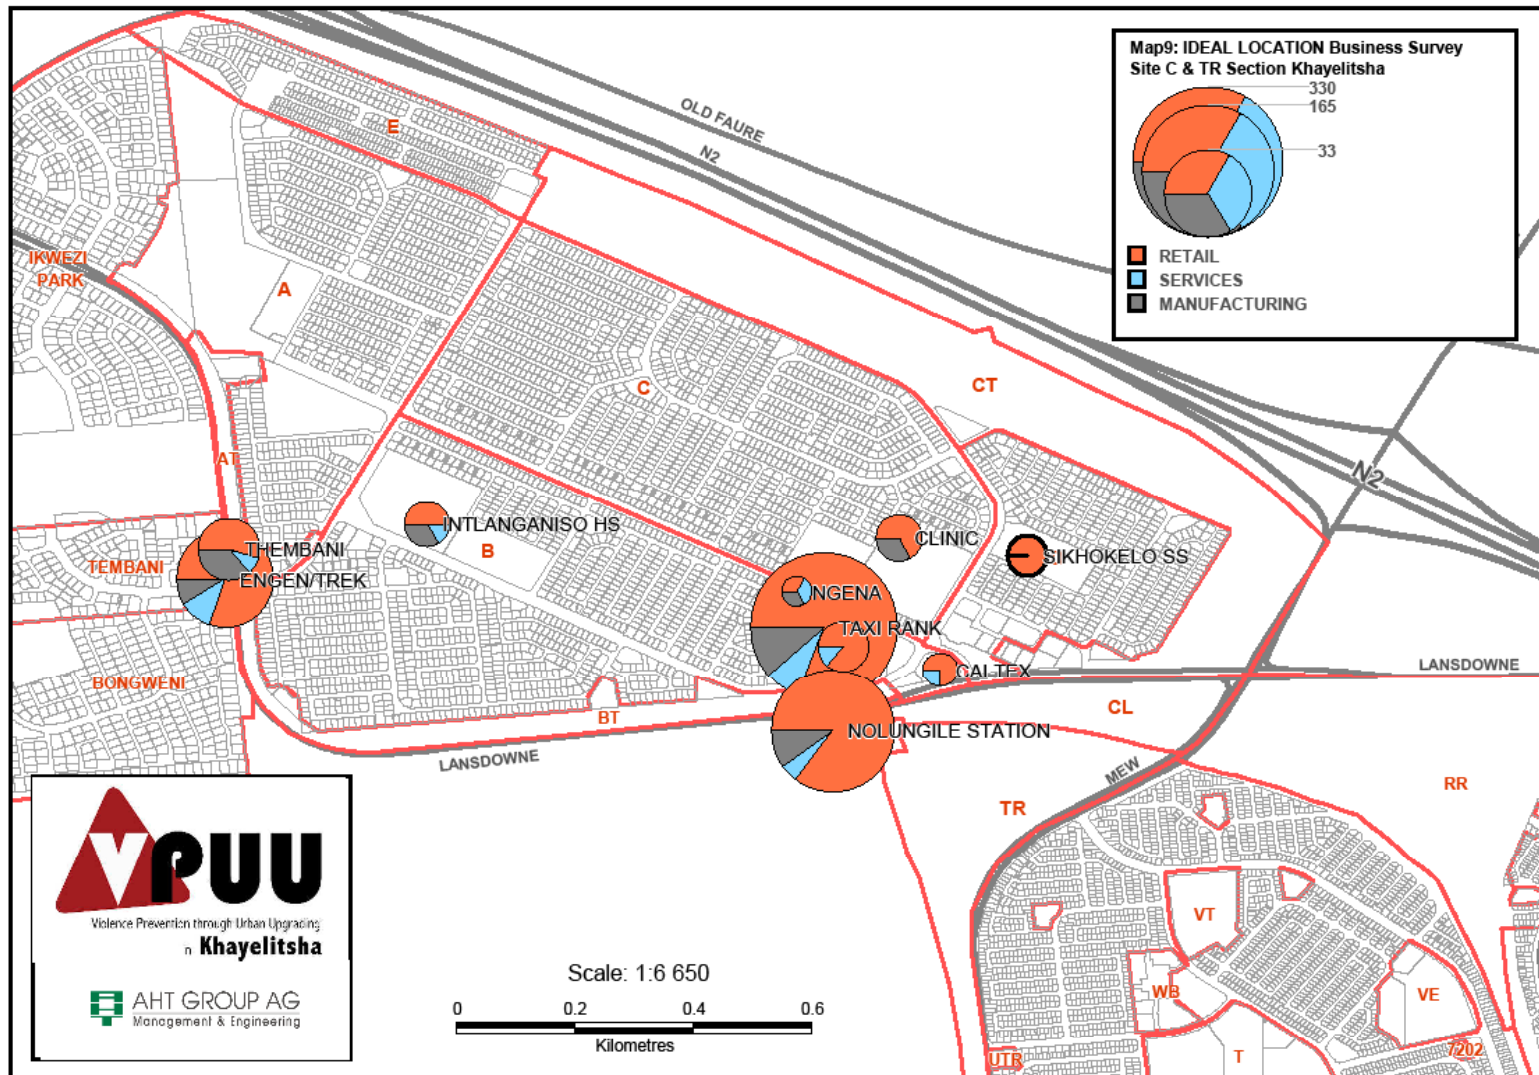 Map9: IDEAL LOCATION Business Survey
Site C & TR Section Khayelitsha
330
165
33
RETAIL
SERVICES
MANUFACTURING
OLD FAURE
N2
E
IKWEZI
PARK
A
C
CT
N2
AT
INTLANGANISO HS
B
CLINIC
SIKHOKELO SS
THEMBANI
TEMBANI
ENGEN/TREK
NGENA
TAXI RANK
CALTEX
LANSDOWNE
BONGWENI
BT
CL
NOLUNGILE STATION
LANSDOWNE
MEW
TR
RR
VPUU
Violence Prevention through Urban Upgrading
in Khayelitsha
AHT GROUP AG
Management & Engineering
Scale: 1:6 650
0 0.2 0.4 0.6
Kilometres
VT
WB
VE
UTR
T
7202